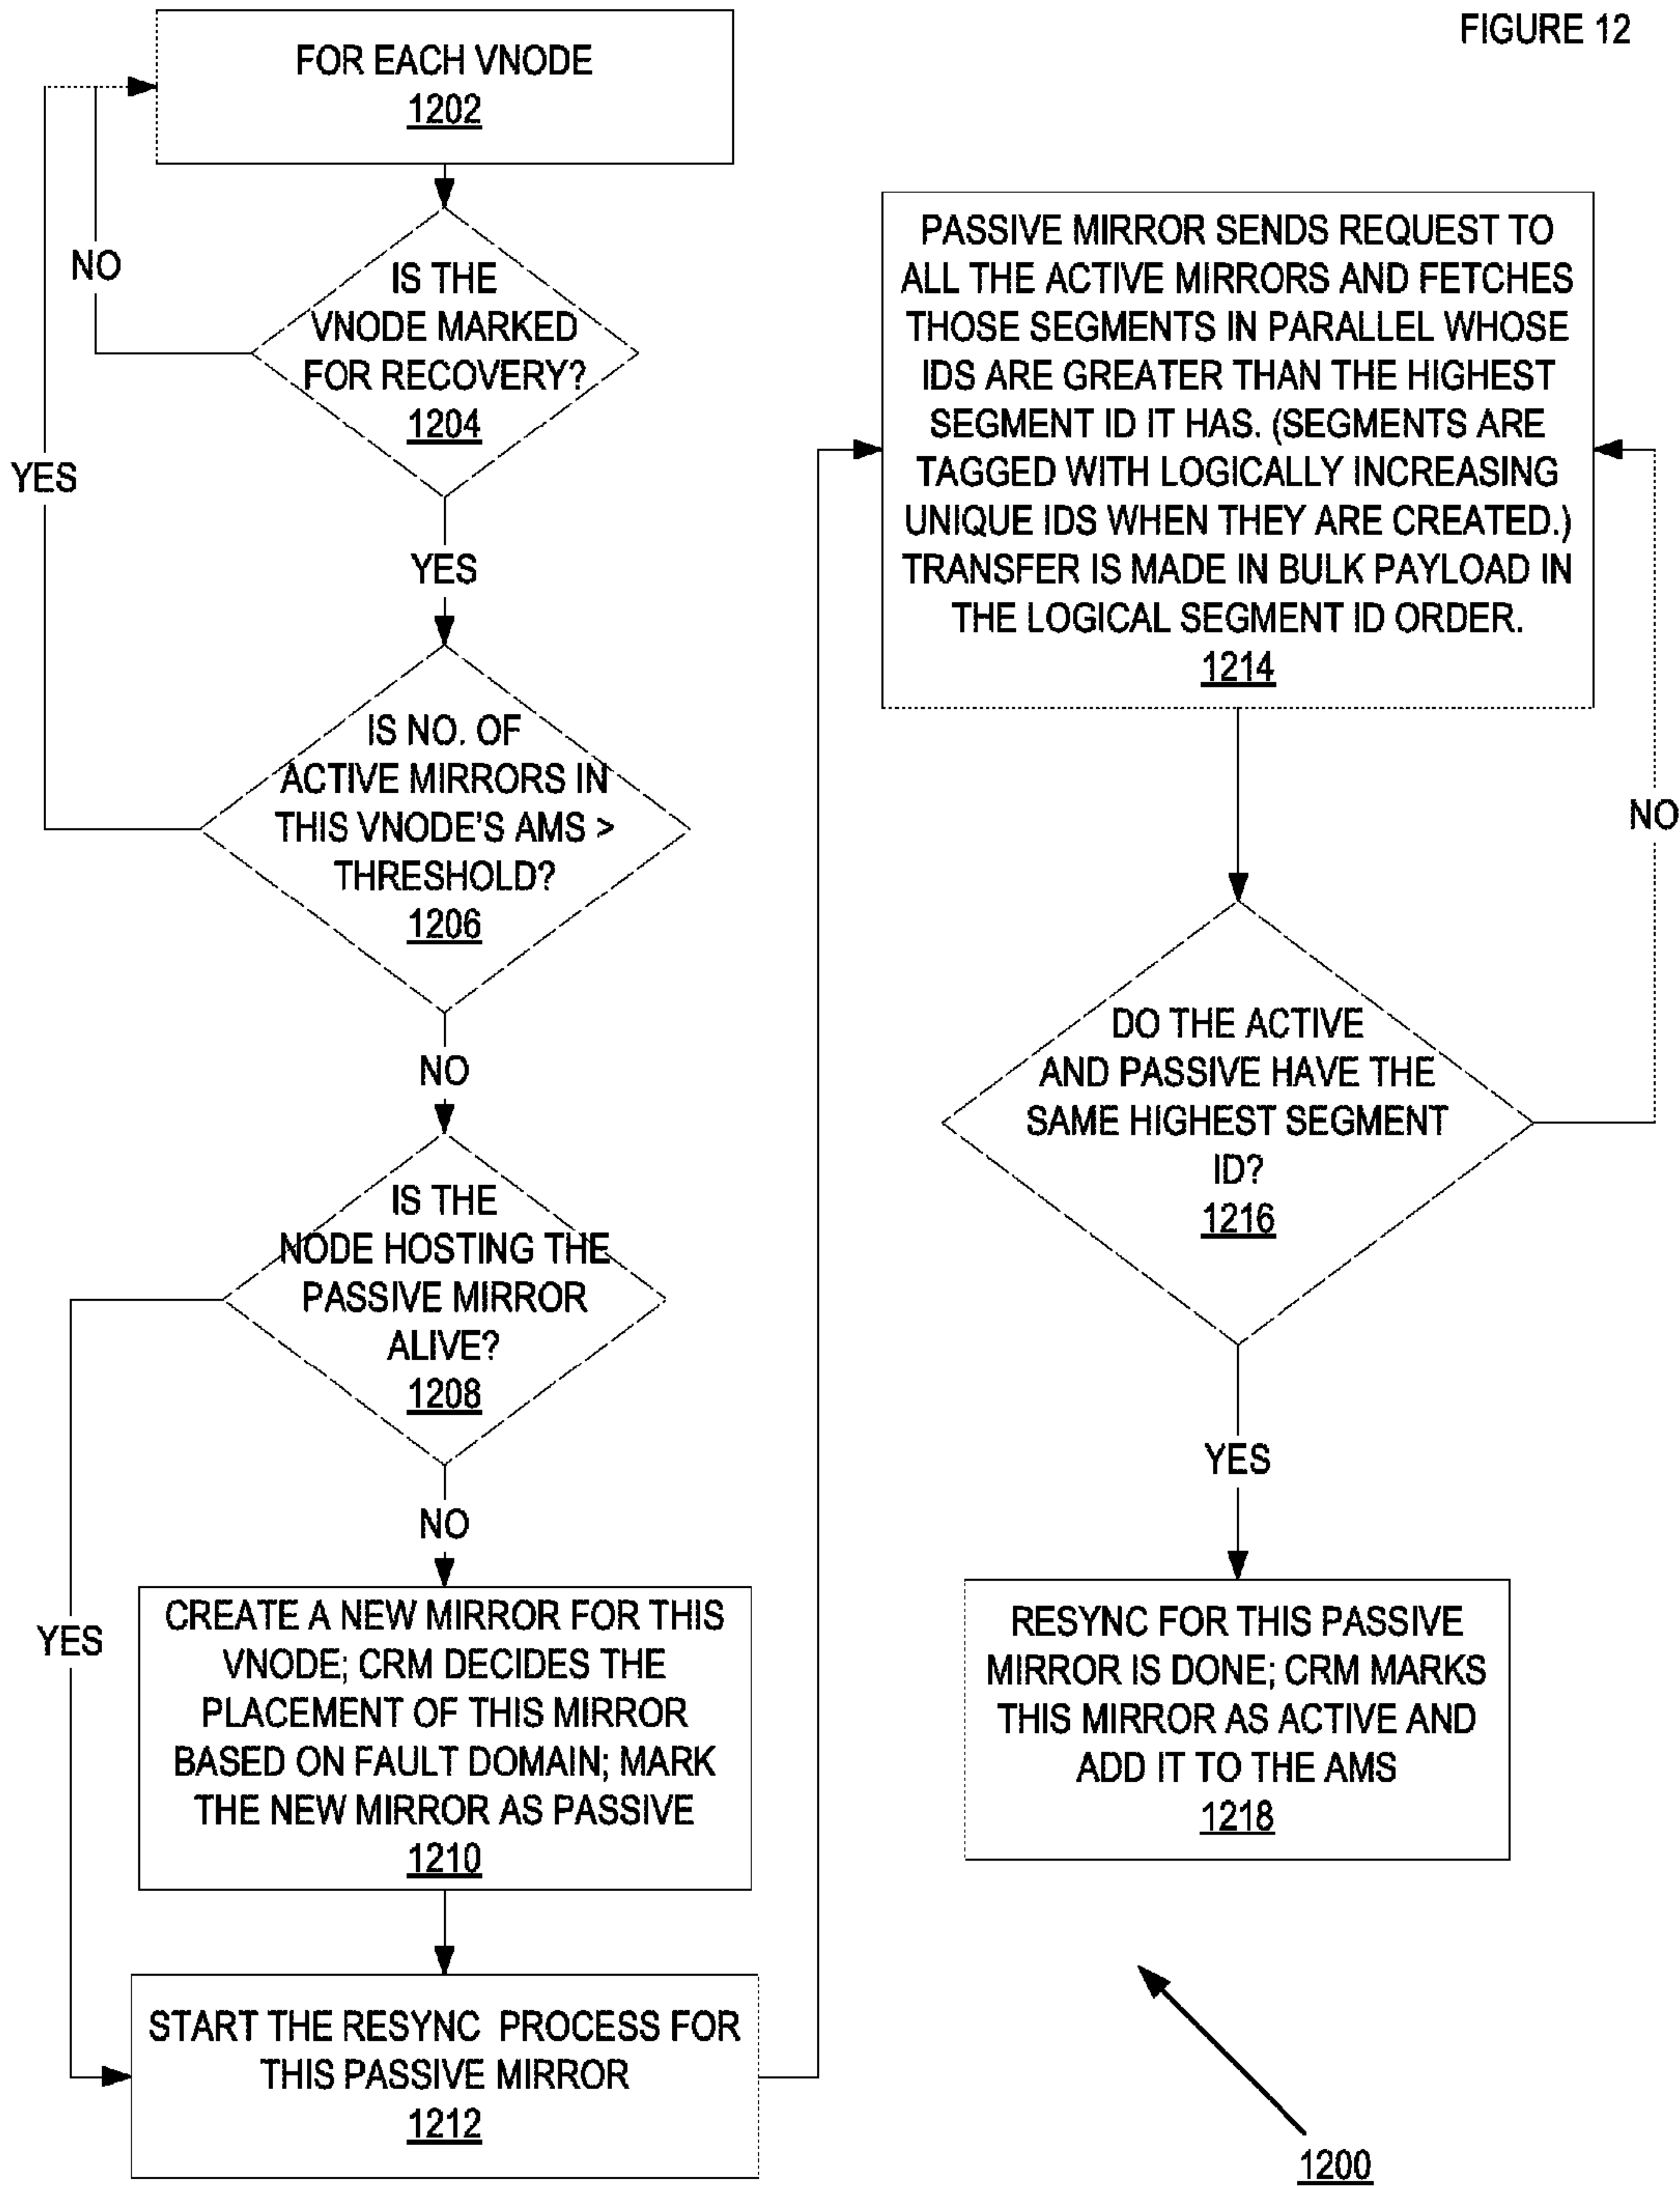 FIGURE 12
FOR EACH VNODE
1202
NO
IS THE
VNODE MARKED
FOR RECOVERY?
1204
YES
YES
IS NO. OF
ACTIVE MIRRORS IN
THIS VNODE'S AMS >
THRESHOLD?
1206
NO
IS THE
NODE HOSTING THE
PASSIVE MIRROR
ALIVE?
1208
NO
YES
CREATE A NEW MIRROR FOR THIS
VNODE; CRM DECIDES THE
PLACEMENT OF THIS MIRROR
BASED ON FAULT DOMAIN; MARK
THE NEW MIRROR AS PASSIVE
1210
START THE RESYNC PROCESS FOR
THIS PASSIVE MIRROR
1212
PASSIVE MIRROR SENDS REQUEST TO
ALL THE ACTIVE MIRRORS AND FETCHES
THOSE SEGMENTS IN PARALLEL WHOSE
IDS ARE GREATER THAN THE HIGHEST
SEGMENT ID IT HAS. (SEGMENTS ARE
TAGGED WITH LOGICALLY INCREASING
UNIQUE IDS WHEN THEY ARE CREATED.)
TRANSFER IS MADE IN BULK PAYLOAD IN
THE LOGICAL SEGMENT ID ORDER.
1214
NO
DO THE ACTIVE
AND PASSIVE HAVE THE
SAME HIGHEST SEGMENT
ID?
1216
YES
RESYNC FOR THIS PASSIVE
MIRROR IS DONE; CRM MARKS
THIS MIRROR AS ACTIVE AND
ADD IT TO THE AMS
1218
1200